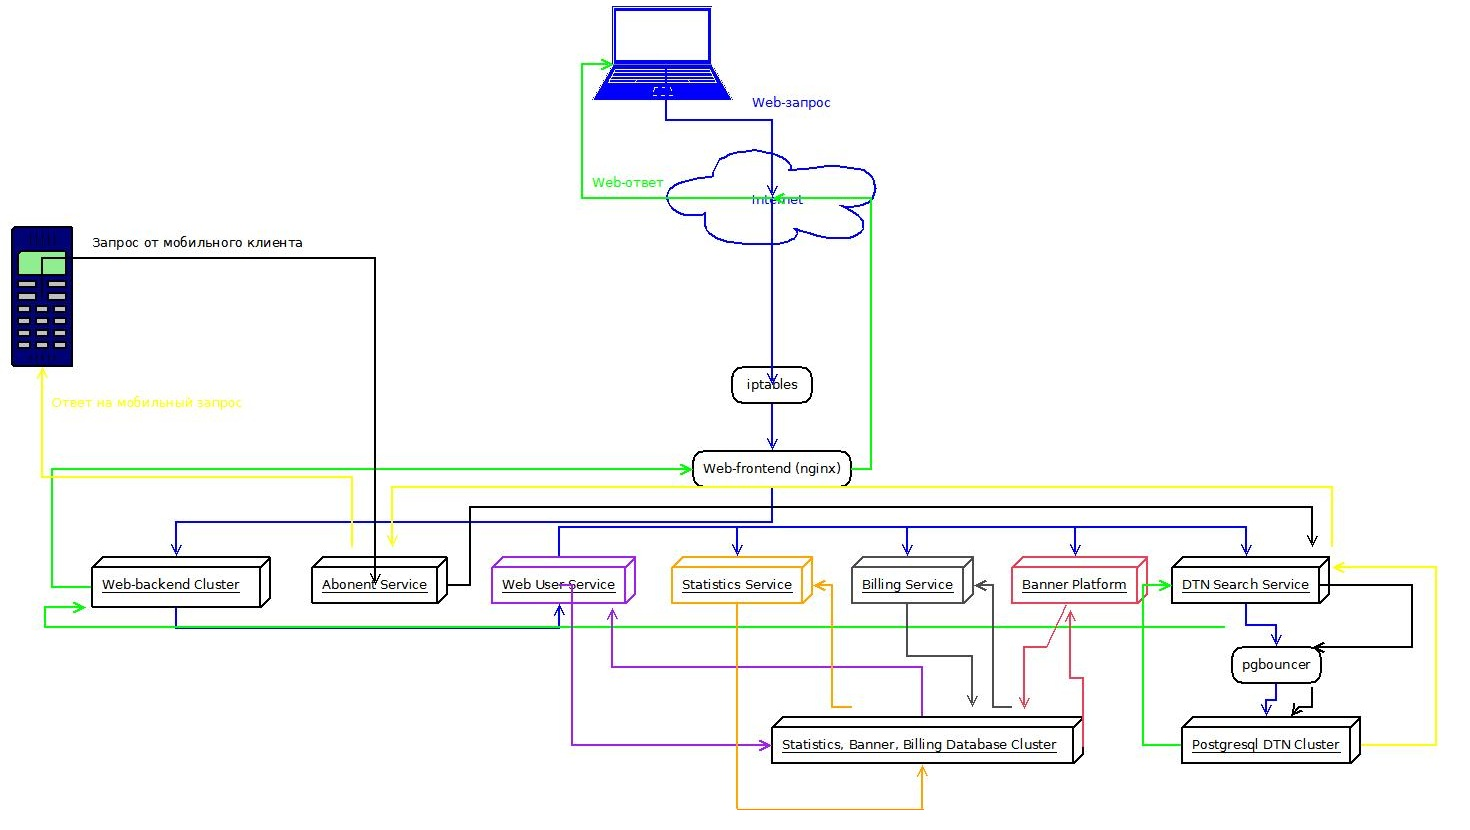 Web-запрос
Web-ответ
Internet
Запрос от мобильного клиента
iptables
Ответ на мобильный запрос
Web-frontend (nginx)
Web-backend Cluster
Abonent Service
Web User Service
Statistics Service
Billing Service
Banner Platform
DTN Search Service
pgbouncer
Statistics, Banner, Billing Database Cluster
Postgresql DTN Cluster